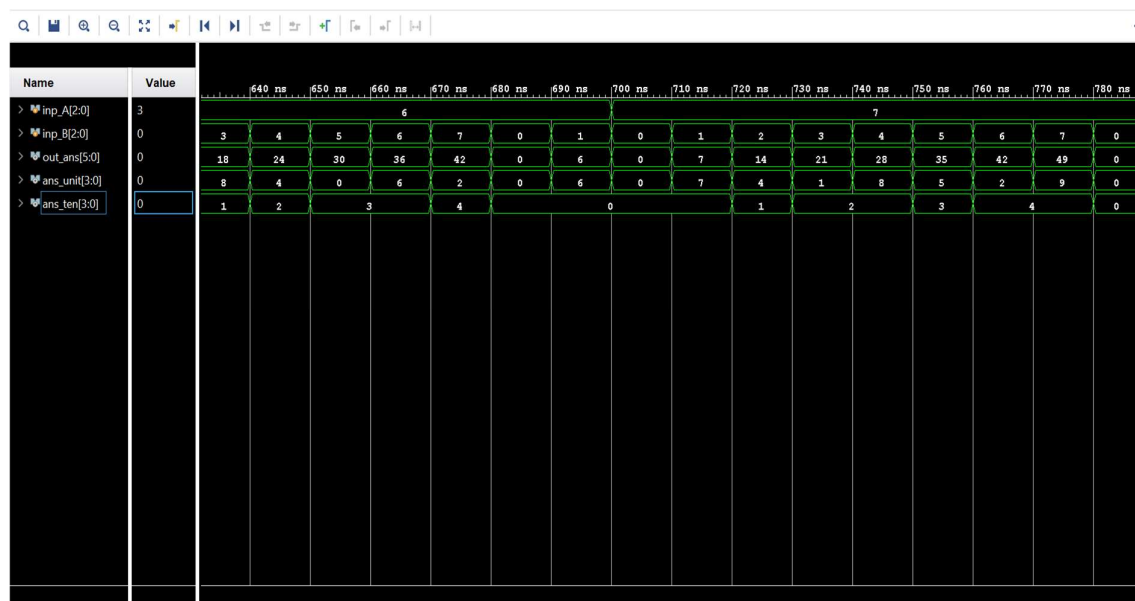 640 ns 650 ns 660 ns 670 ns 680 ns 690 ns 700 ns 710 ns 720 ns 730 ns 740 ns 750 ns 760 ns 770 ns 780 ns
Name Value
inp_A[2:0] 3 6 7
inp_B[2:0] 0 3 4 5 6 7 0 1 0 1 2 3 4 5 6 7 0
out_ans[5:0] 0 18 24 30 36 42 0 6 0 7 14 21 28 35 42 49 0
ans_unit[3:0] 0 8 4 0 6 2 0 6 0 7 4 1 8 5 2 9 0
ans_ten[3:0] 0 1 2 3 4 0 1 2 3 4 0